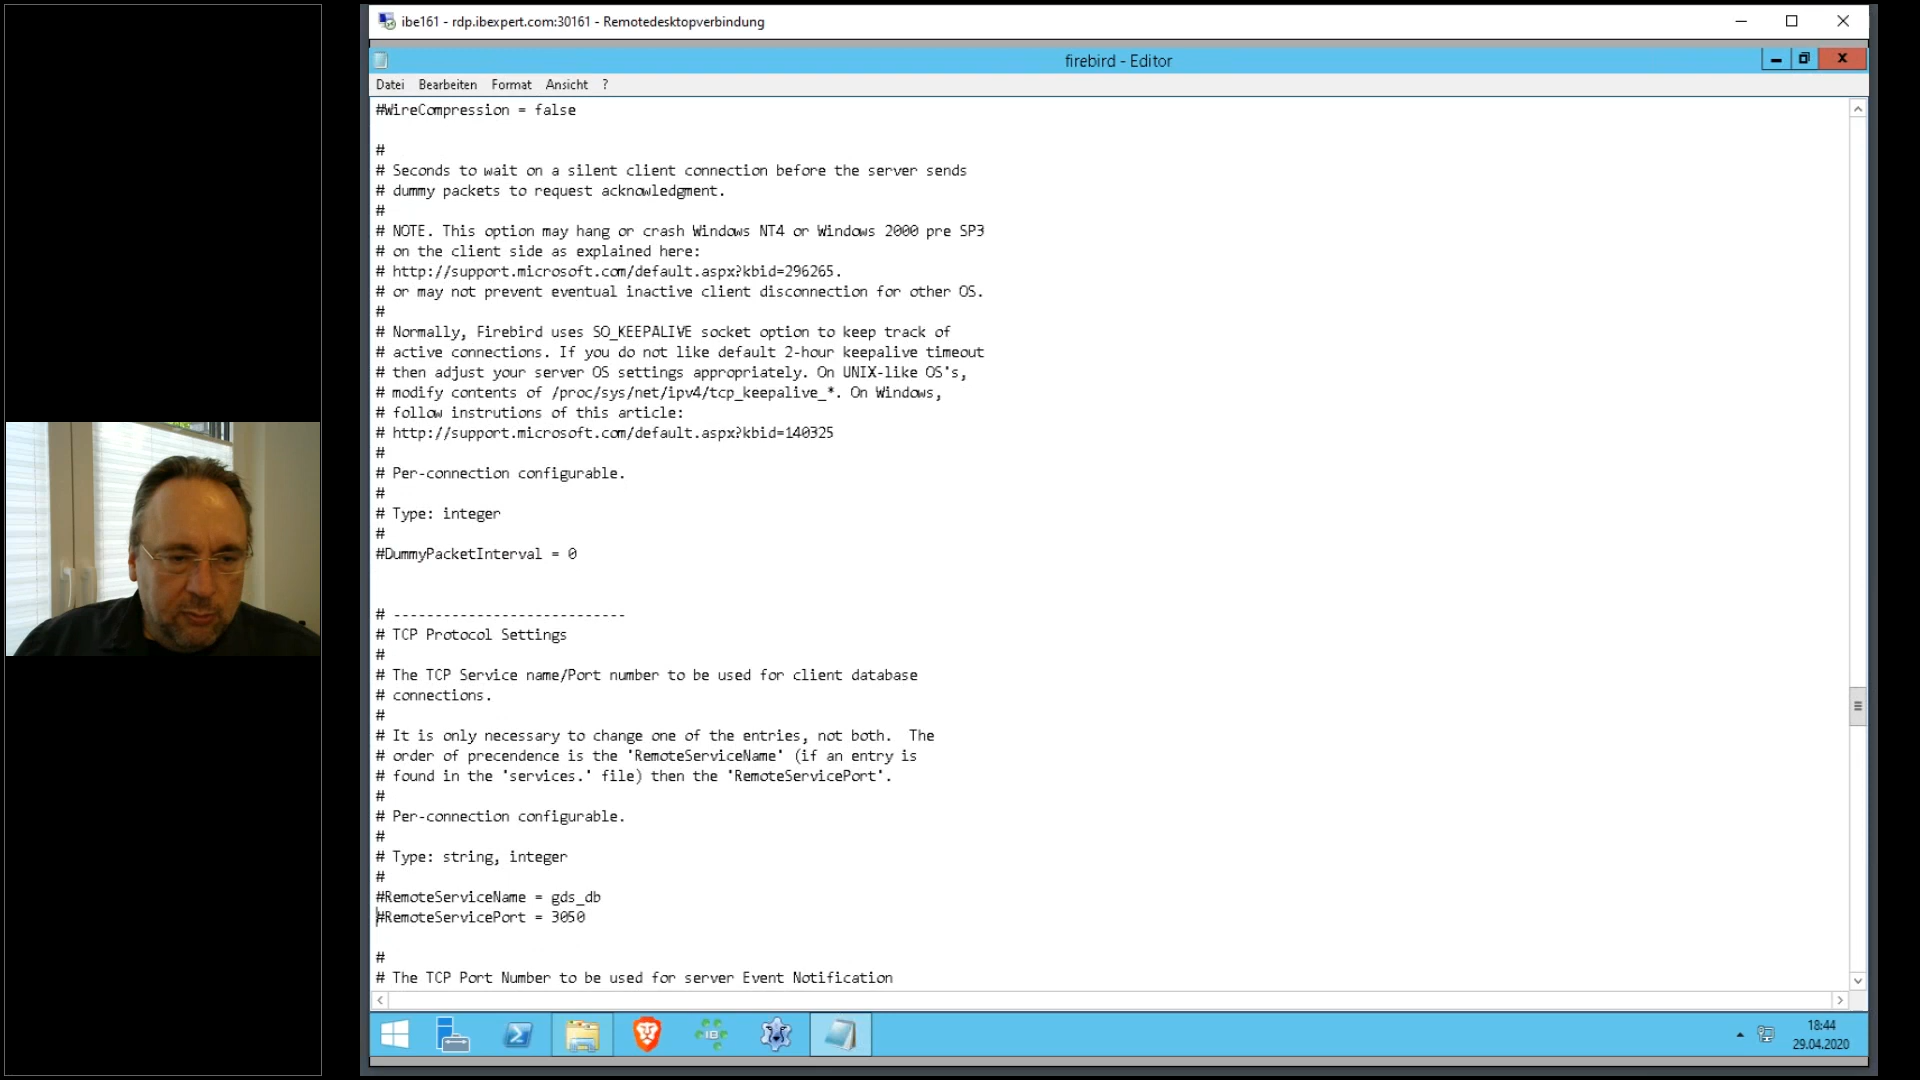 ibe161 - rdp.ibexpert.com:30161 - Remotedesktopverbindung
firebird - Editor
Datei Bearbeiten Format Ansicht ?
#WireCompression = false
#
# Seconds to wait on a silent client connection before the server sends
# dummy packets to request acknowledgment.
#
# NOTE. This option may hang or crash Windows NT4 or Windows 2000 pre SP3
# on the client side as explained here:
# http://support.microsoft.com/default.aspx?kbid=296265.
# or may not prevent eventual inactive client disconnection for other OS.
#
# Normally, Firebird uses SO_KEEPALIVE socket option to keep track of
# active connections. If you do not like default 2-hour keepalive timeout
# then adjust your server OS settings appropriately. On UNIX-like OS's,
# modify contents of /proc/sys/net/ipv4/tcp_keepalive_*. On Windows,
# follow instrutions of this article:
# http://support.microsoft.com/default.aspx?kbid=140325
#
# Per-connection configurable.
#
# Type: integer
#
#DummyPacketInterval = 0
# ----------------------------
# TCP Protocol Settings
#
# The TCP Service name/Port number to be used for client database
# connections.
#
# It is only necessary to change one of the entries, not both.  The
# order of precendence is the 'RemoteServiceName' (if an entry is
# found in the 'services.' file) then the 'RemoteServicePort'.
#
# Per-connection configurable.
#
# Type: string, integer
#
#RemoteServiceName = gds_db
#RemoteServicePort = 3050
#
# The TCP Port Number to be used for server Event Notification
18:44
29.04.2020